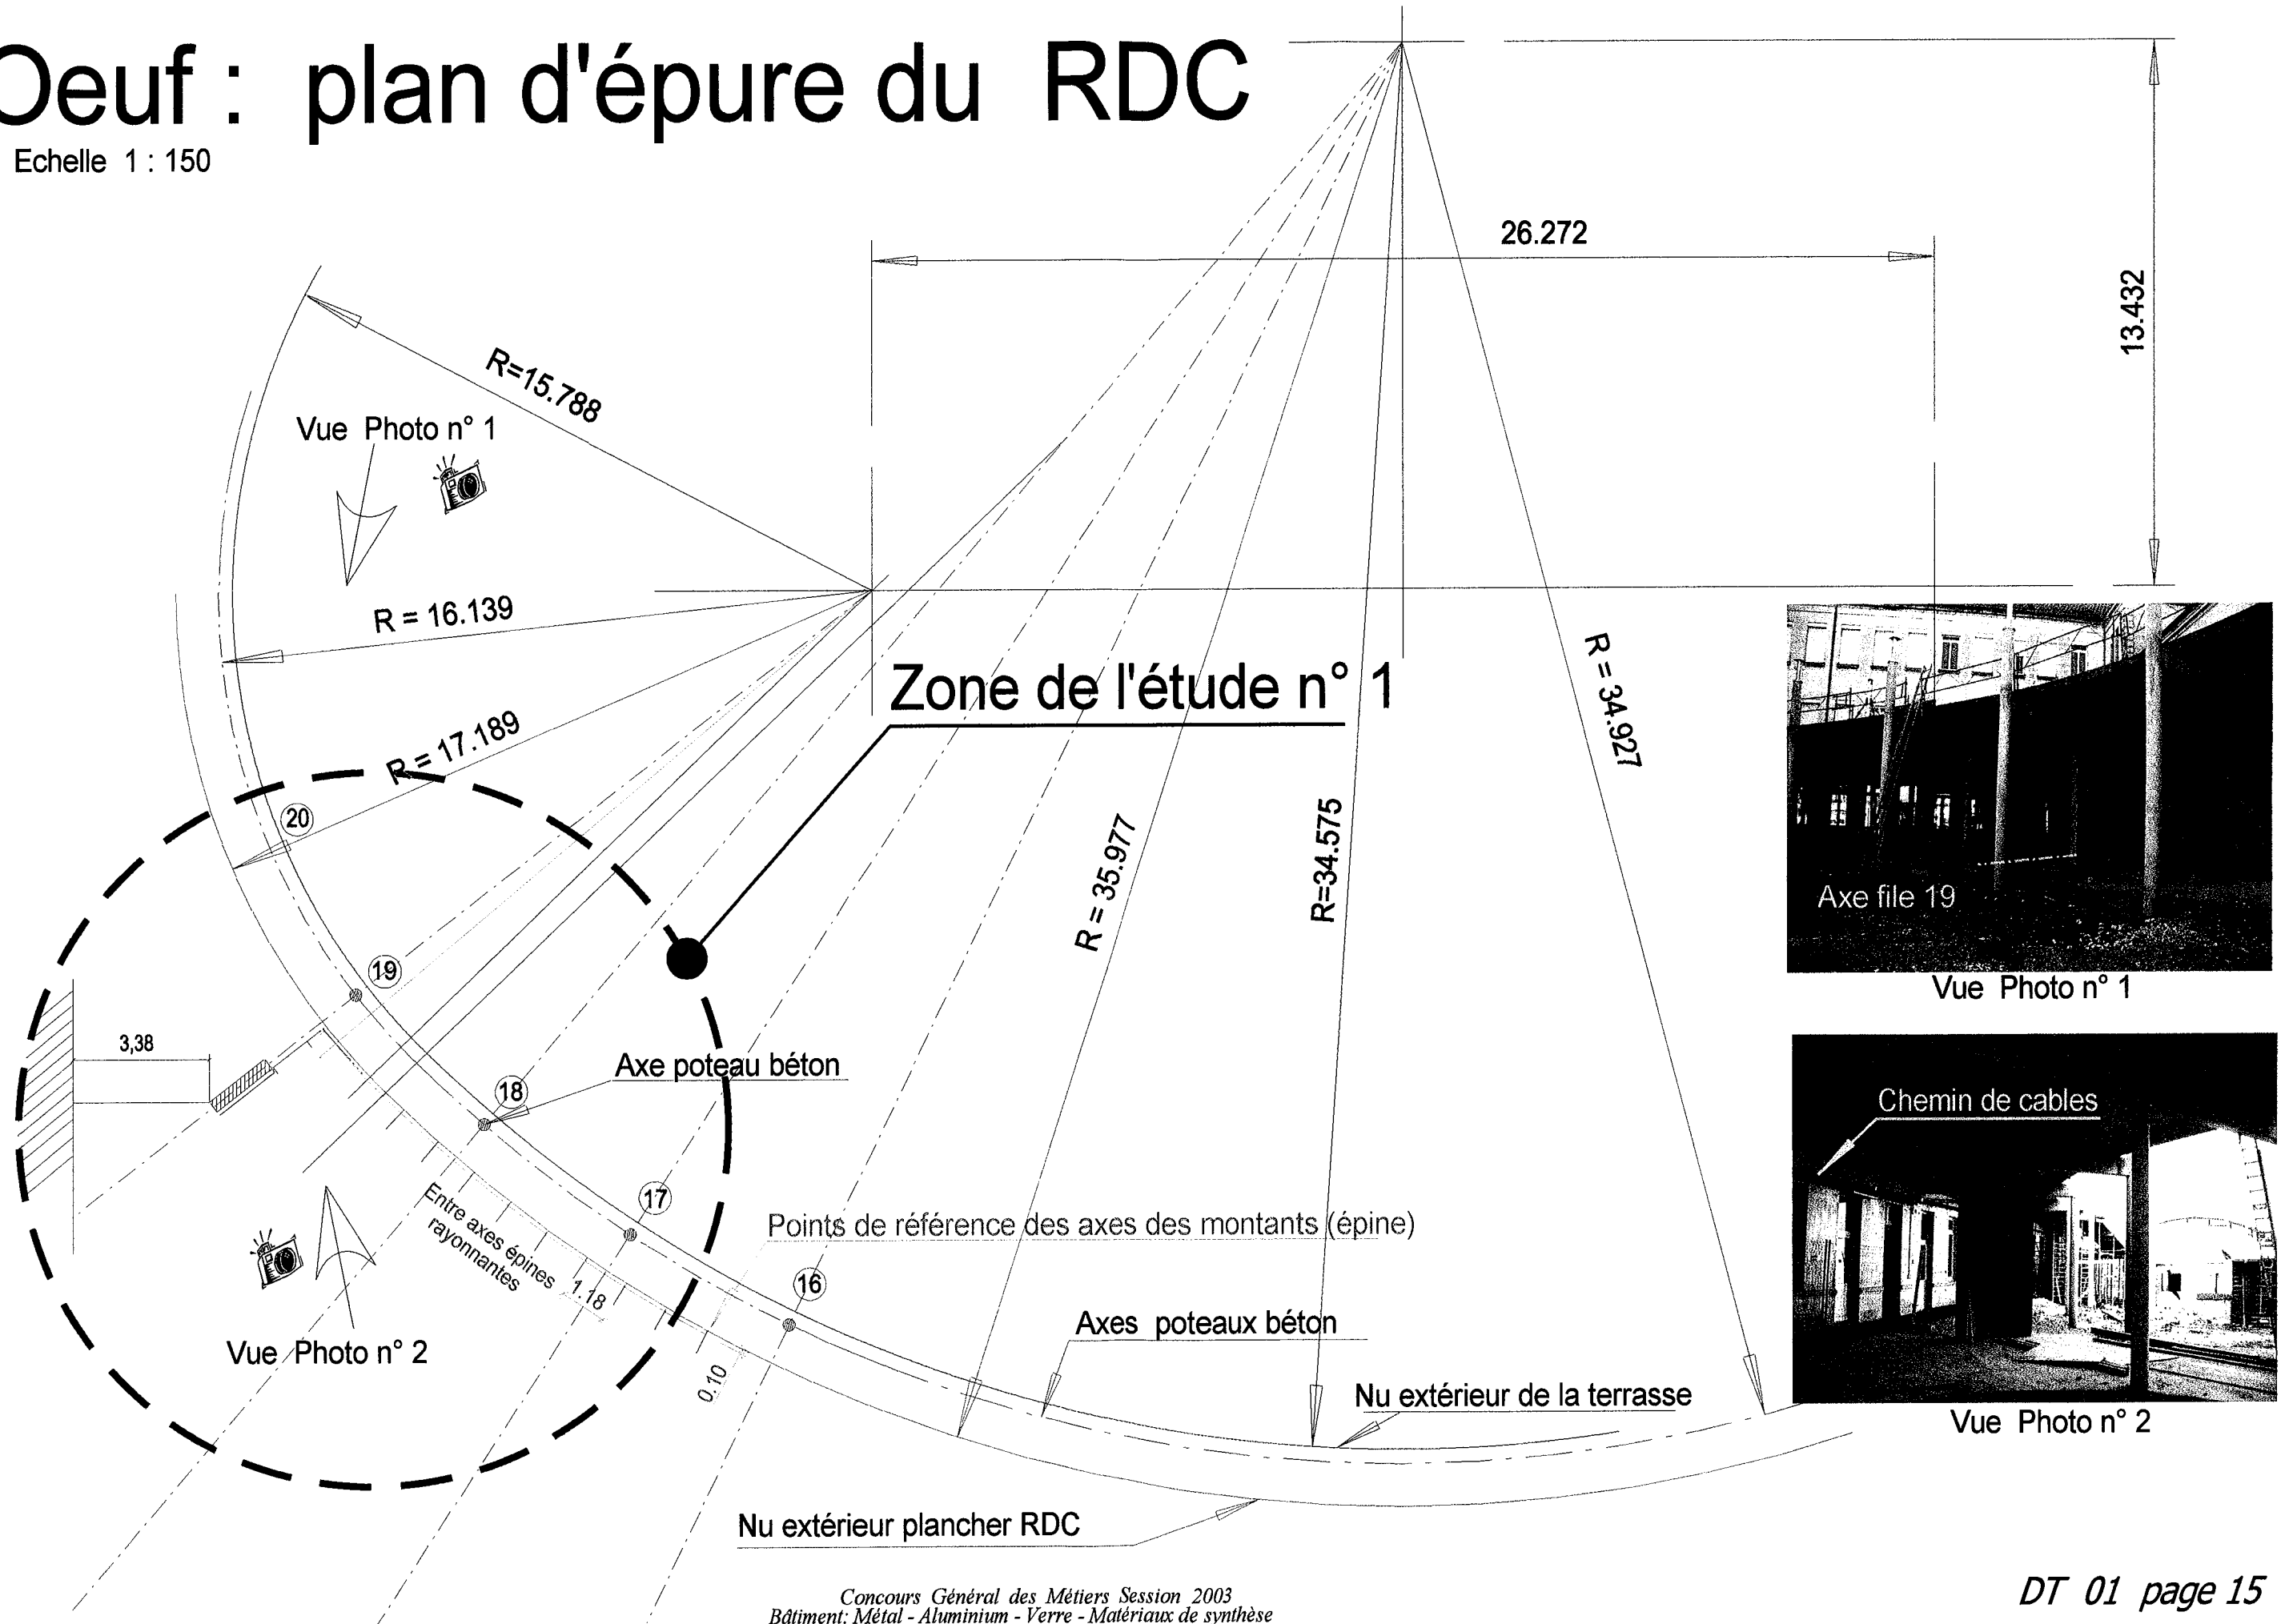 Oeuf : plan d'épure du RDC
Echelle 1 : 150
26.272
13.432
R=15.788
Vue Photo n° 1
R = 16.139
R = 17.189
Zone de l'étude n° 1
R = 34.927
R = 35.977
R=34.575
20
19
18
17
16
3,38
Axe poteau béton
Entre axes épines
rayonnantes
1.18
Points de référence des axes des montants (épine)
Axes poteaux béton
0.10
Vue Photo n° 2
Nu extérieur de la terrasse
Nu extérieur plancher RDC
Axe file 19
Vue Photo n° 1
Chemin de cables
Vue Photo n° 2
Concours Général des Métiers Session 2003
Bâtiment: Métal - Aluminium - Verre - Matériaux de synthèse
DT 01 page 15